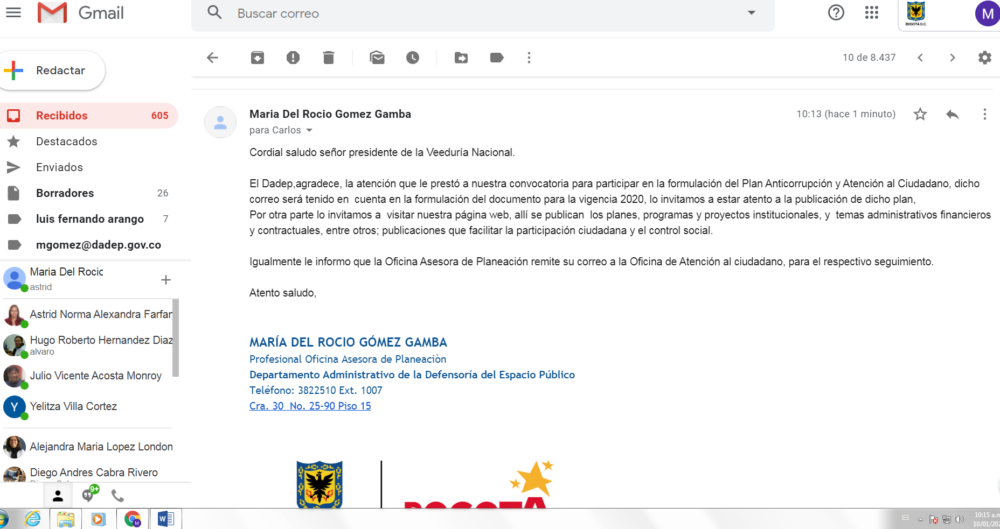 Gmail
Buscar correo
BOGOTÁ D.C.
M
Redactar
10 de 8.437
Recibidos 605
Destacados
Enviados
Borradores 26
luis fernando arango 7
mgomez@dadep.gov.co
Maria Del Rocio Gomez Gamba
10:13 (hace 1 minuto)
para Carlos
Cordial saludo señor presidente de la Veeduría Nacional.
El Dadep,agradece, la atención que le prestó a nuestra convocatoria para participar en la formulación del Plan Anticorrupción y Atención al Ciudadano, dicho
correo será tenido en  cuenta en la formulación del documento para la vigencia 2020, lo invitamos a estar atento a la publicación de dicho plan,
Por otra parte lo invitamos a  visitar nuestra página web, allí se publican  los planes, programas y proyectos institucionales, y  temas administrativos financieros
y contractuales, entre otros; publicaciones que facilitar la participación ciudadana y el control social.
Igualmente le informo que la Oficina Asesora de Planeación remite su correo a la Oficina de Atención al ciudadano, para el respectivo seguimiento.
Atento saludo,
MARÍA DEL ROCIO GÓMEZ GAMBA
Profesional Oficina Asesora de Planeaciòn
Departamento Administrativo de la Defensoría del Espacio Público
Teléfono: 3822510 Ext. 1007
Cra. 30  No. 25-90 Piso 15
BOGOTÁ
Maria Del Rocic
astrid
Astrid Norma Alexandra Farfar
Hugo Roberto Hernandez Diaz
alvaro
Julio Vicente Acosta Monroy
Y
Yelitza Villa Cortez
Alejandra Maria Lopez London
Diego Andres Cabra Rivero
9+
M
W
ES
10:15 a.m
10/01/202